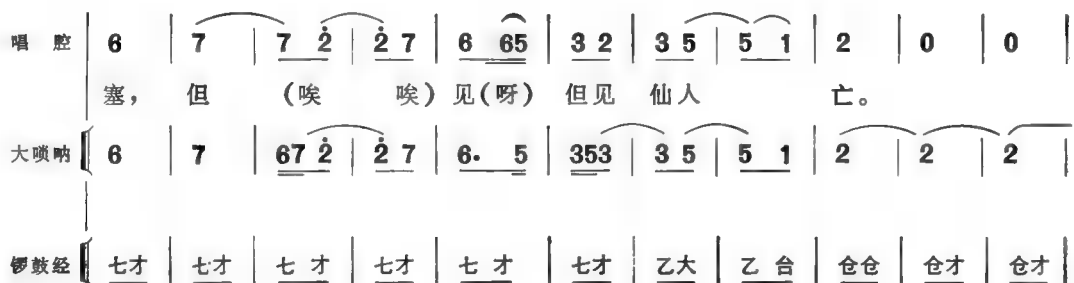 唱 腔 | 6 | 7 | 7 2̇ | 2̇ 7 | 6 65 | 3 2 | 3 5 | 5 1 | 2 | 0 | 0 |
塞， 但 (唉 唉) 见(呀) 但见 仙人 亡。
大唢呐 | 6 | 7 | 67 2̇ | 2̇ 7 | 6. 5 | 353 | 3 5 | 5 1 | 2 | 2 | 2 |
锣鼓经 | 七才 | 七才 | 七 才 | 七才 | 七 才 | 七才 | 乙大 | 乙 台 | 仓仓 | 仓才 | 仓才 |